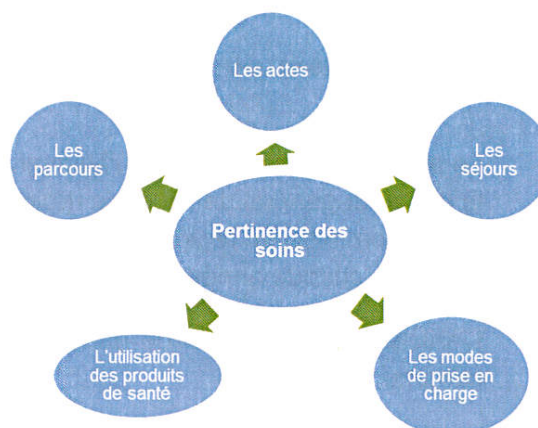 Les actes
Les
parcours
Les
séjours
Pertinence des
soins
L'utilisation
des produits
de santé
Les modes
de prise en
charge